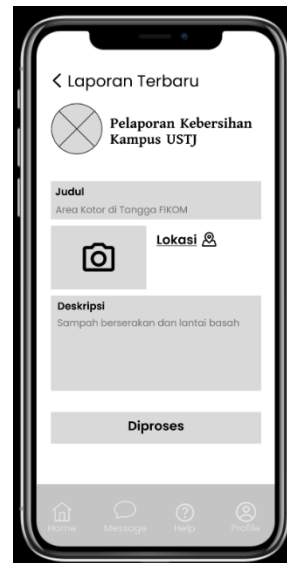 Laporan Terbaru
Pelaporan Kebersihan
Kampus USTJ
Judul
Area Kotor di Tangga FIKOM
Lokasi
Deskripsi
Sampah berserakan dan lantai basah
Diproses
Home Message Help Profile